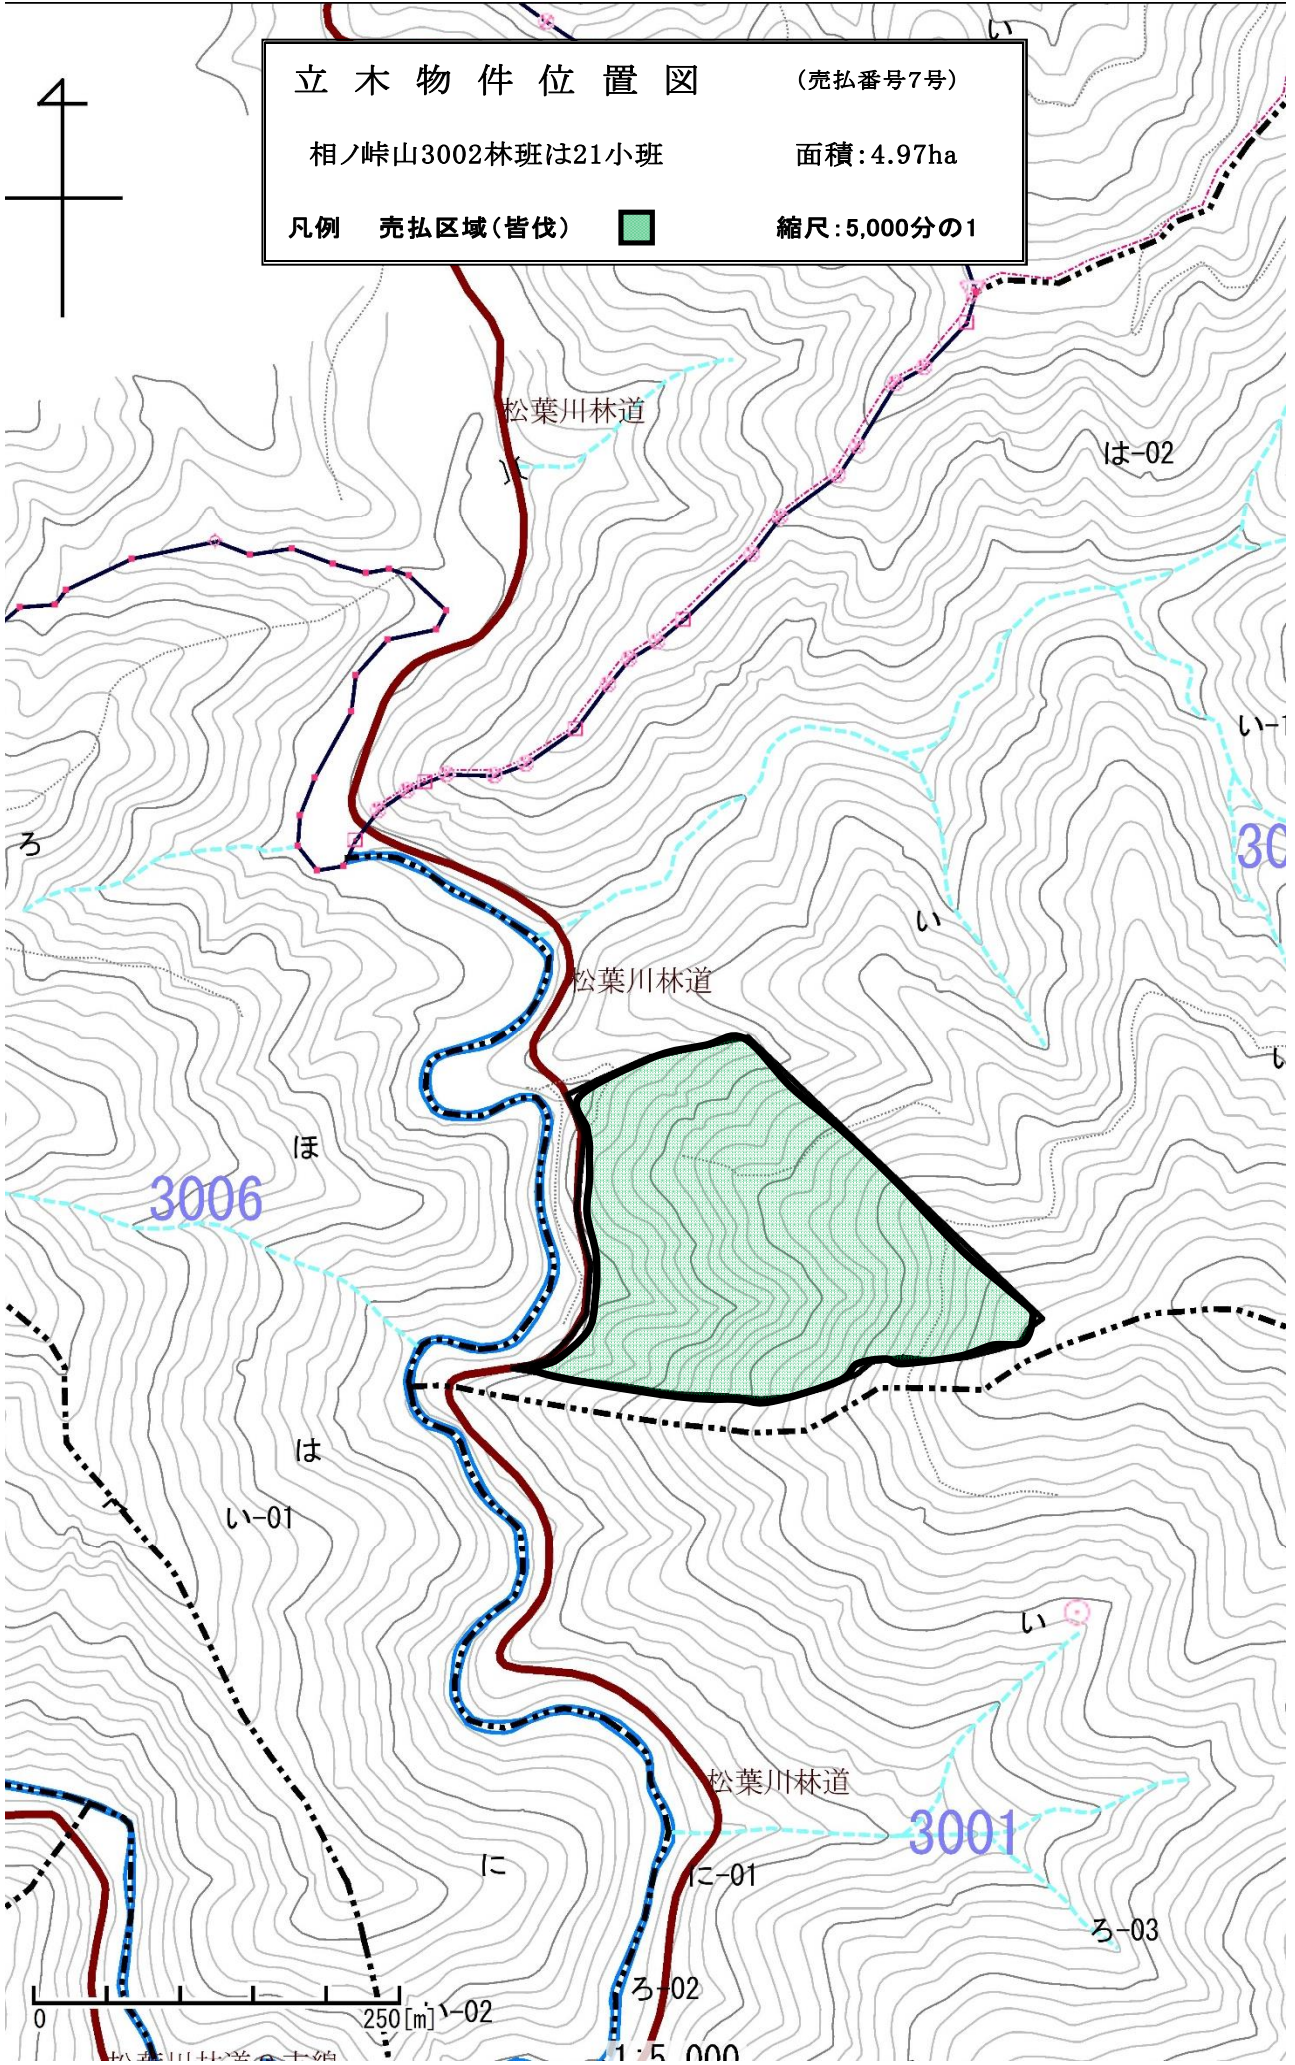 い
立木物件位置図 (売払番号7号)
相ノ峠山3002林班は21小班 面積:4.97ha
凡例 売払区域(皆伐) 縮尺:5,000分の1
松葉川林道
は-02
い-1
ろ
30
い
松葉川林道
い
ほ
3006
は
い-01
い
松葉川林道
3001
に
に-01
ろ-03
ろ-02
0 250[m]
い-02
1:5,000